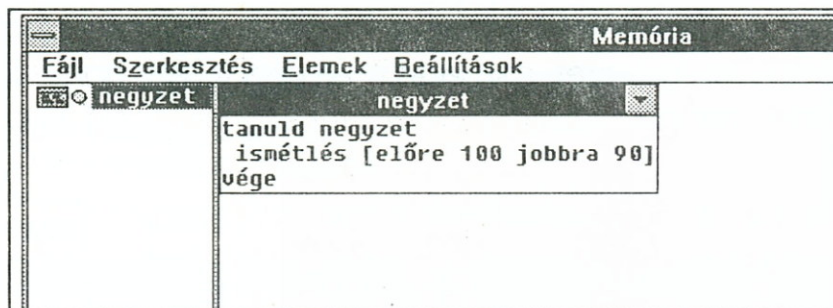 Memória
Fájl Szerkesztés Elemek Beállítások
negyzet
negyzet
tanuld negyzet
ismétlés [előre 100 jobbra 90]
vége